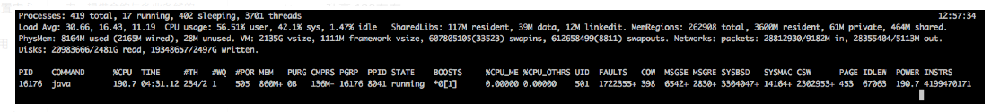 Processes: 419 total, 17 running, 402 sleeping, 3701 threads 12:57:34
Load Avg: 30.66, 16.43, 11.19 CPU usage: 56.51% user, 42.1% sys, 1.47% idle SharedLibs: 117M resident, 39M data, 12M linkedit. MemRegions: 262908 total, 3600M resident, 61M private, 464M shared.
PhysMem: 8164M used (2165M wired), 28M unused. VM: 2135G vsize, 1111M framework vsize, 607805105(33523) swapins, 612658499(8811) swapouts. Networks: packets: 28812930/9182M in, 28355404/5113M out.
Disks: 20983666/2481G read, 19348657/2497G written.
PID COMMAND %CPU TIME #TH #WQ #POR MEM PURG CMPRS PGRP PPID STATE BOOSTS %CPU_ME %CPU_OTHRS UID FAULTS COW MSGSE MSGRE SYSBSD SYSMAC CSW PAGE IDLEW POWER INSTRS
16176 java 190.7 04:31.12 234/2 1 505 860M+ 0B 136M- 16176 8041 running *0[1] 0.00000 0.00000 501 1722355+ 398 6542+ 2830+ 3304047+ 14164+ 2302953+ 453 67063 190.7 4199470171